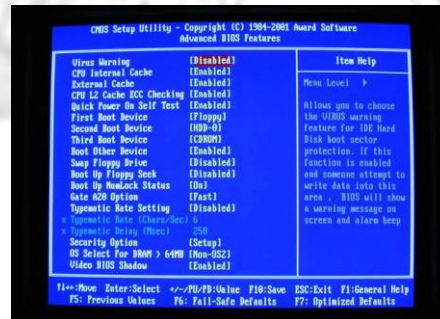 CMOS Setup Utility - Copyright (C) 1984-2001 Award Software
Advanced BIOS Features
Virus Warning [Disabled]
CPU Internal Cache [Enabled]
External Cache [Enabled]
CPU L2 Cache ECC Checking [Enabled]
Quick Power On Self Test [Enabled]
First Boot Device [Floppy]
Second Boot Device [HDD-0]
Third Boot Device [CDROM]
Boot Other Device [Enabled]
Swap Floppy Drive [Disabled]
Boot Up Floppy Seek [Disabled]
Boot Up NumLock Status [On]
Gate A20 Option [Fast]
Typematic Rate Setting [Disabled]
x Typematic Rate (Chars/Sec) 6
x Typematic Delay (Msec) 250
Security Option [Setup]
OS Select For DRAM > 64MB [Non-OS2]
Video BIOS Shadow [Enabled]
Item Help
Menu Level ▸
Allows you to choose
the VIRUS warning
feature for IDE Hard
Disk boot sector
protection. If this
function is enabled
and someone attempt to
write data into this
area , BIOS will show
a warning message on
screen and alarm beep
↑↓↔:Move Enter:Select +/-/PU/PD:Value F10:Save ESC:Exit F1:General Help
F5: Previous Values F6: Fail-Safe Defaults F7: Optimized Defaults